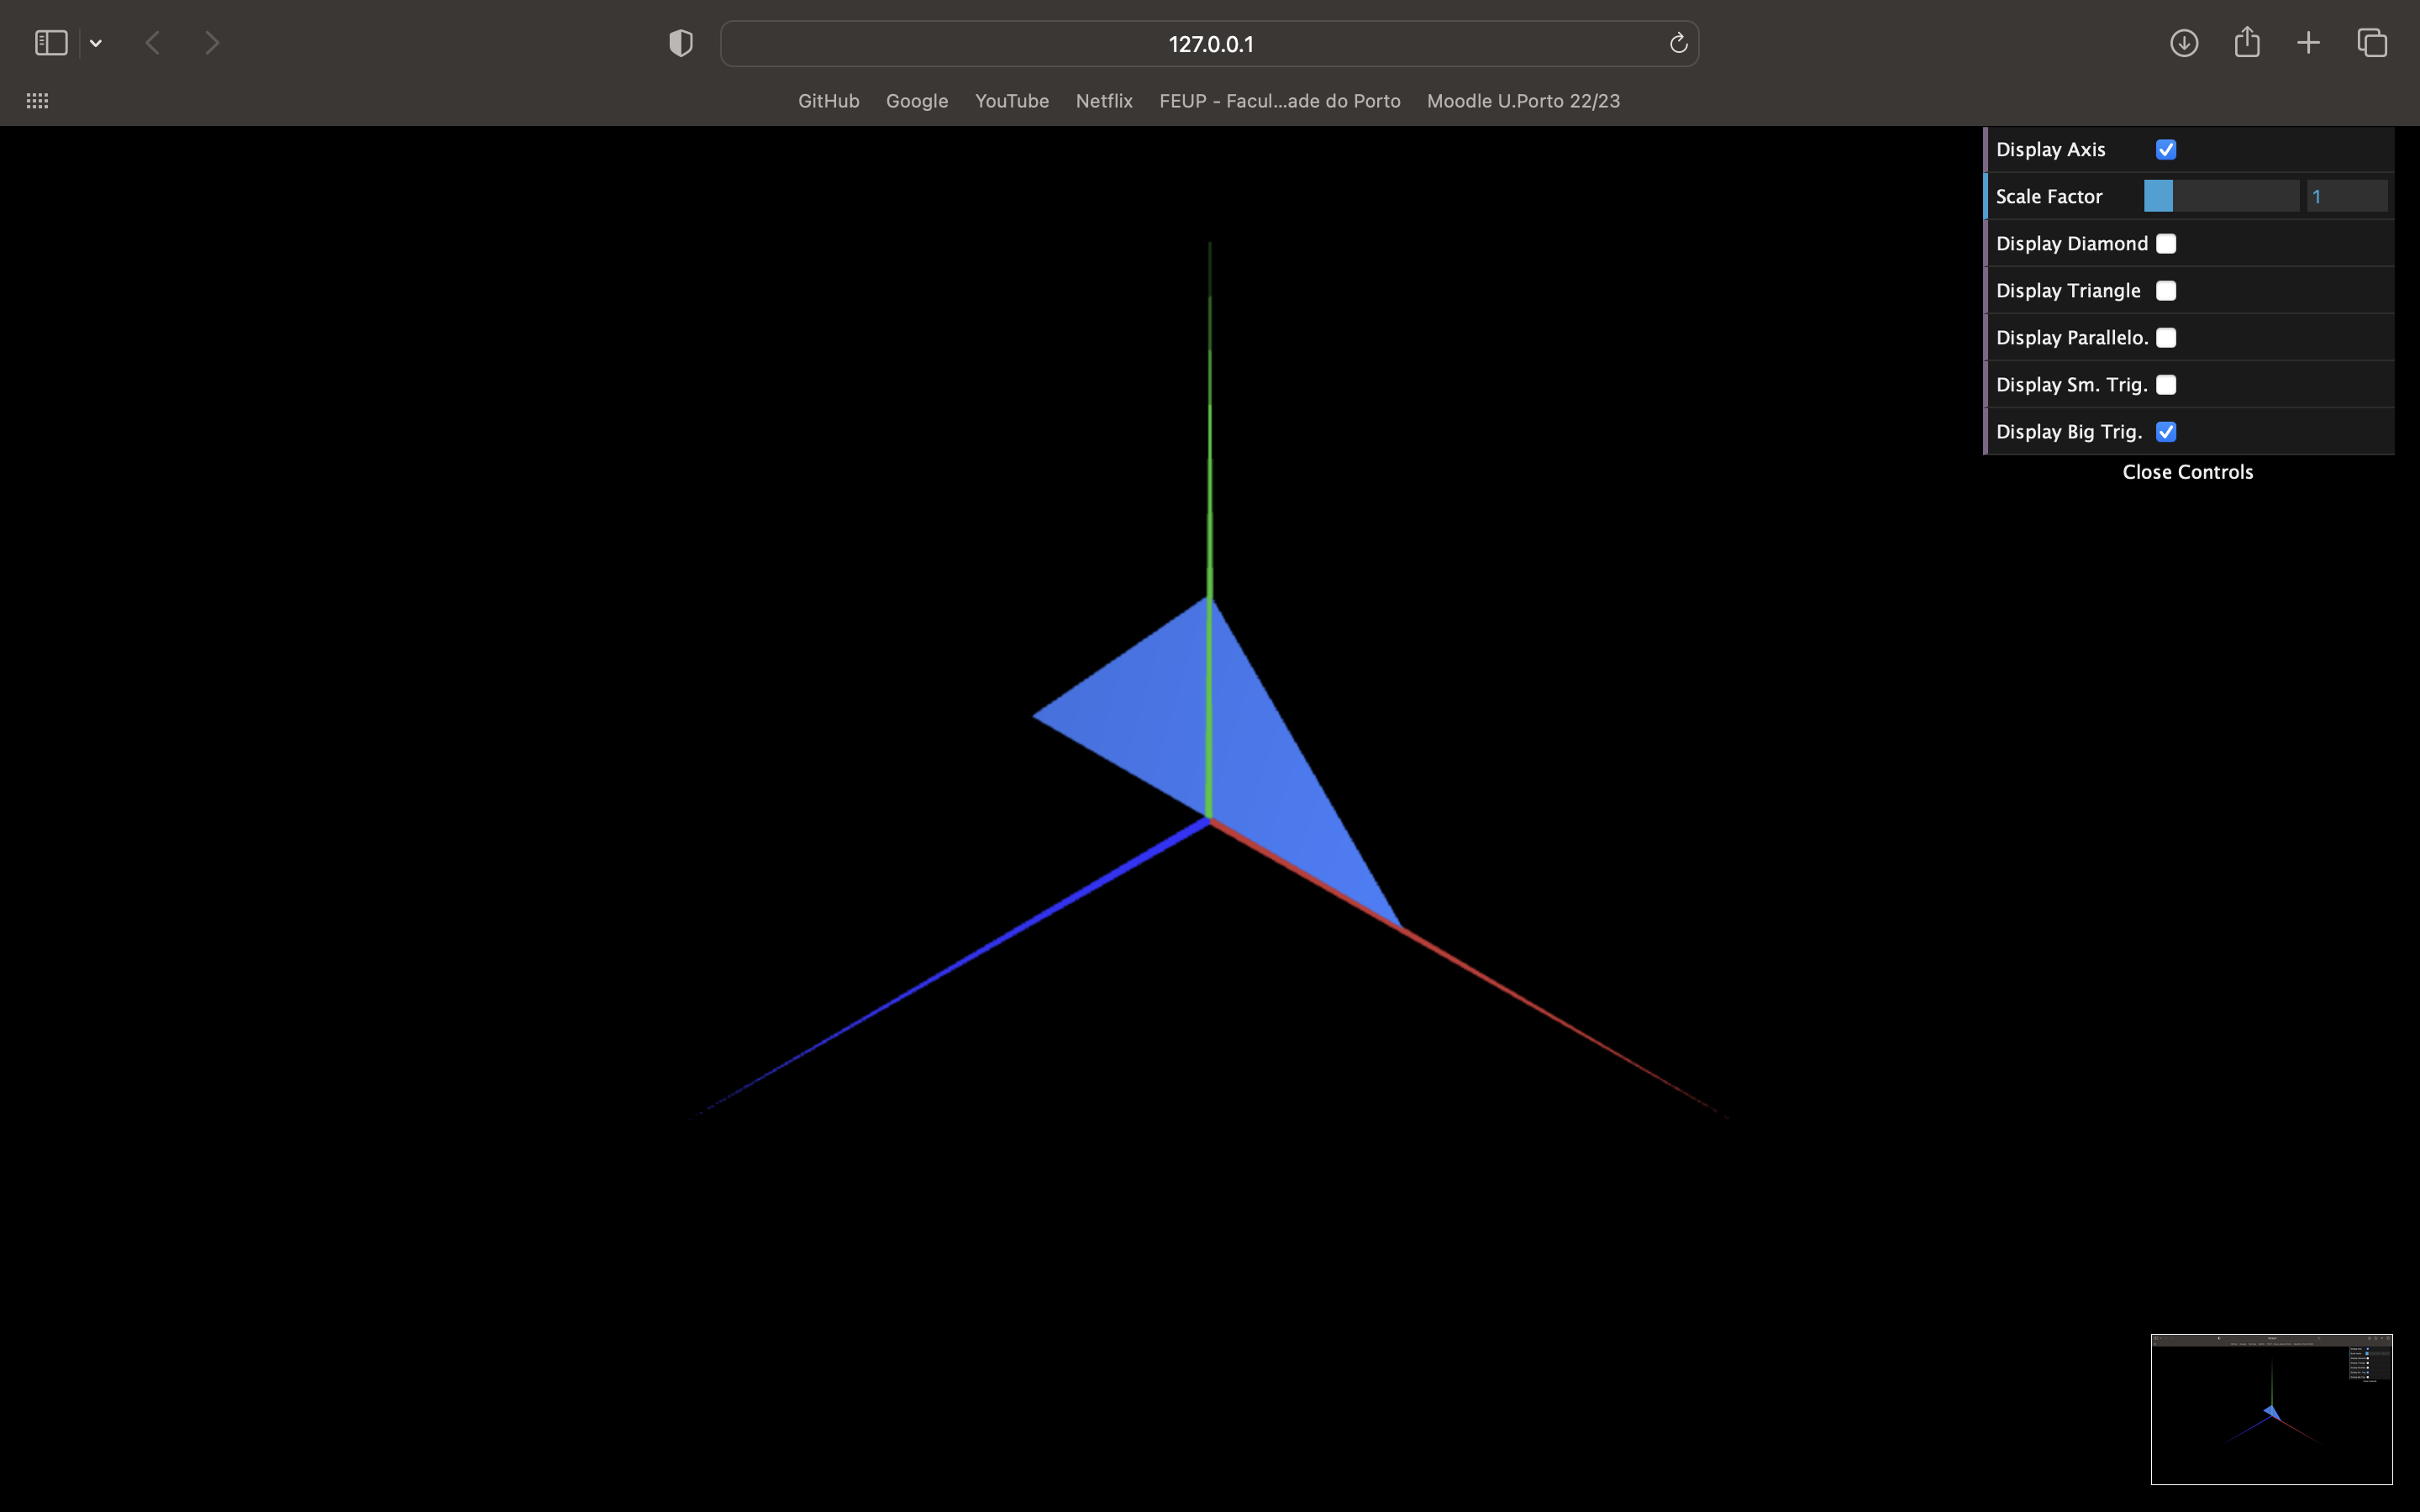 127.0.0.1
GitHub Google YouTube Netflix FEUP - Facul...ade do Porto Moodle U.Porto 22/23
Display Axis
Scale Factor 1
Display Diamond
Display Triangle
Display Parallelo.
Display Sm. Trig.
Display Big Trig.
Close Controls